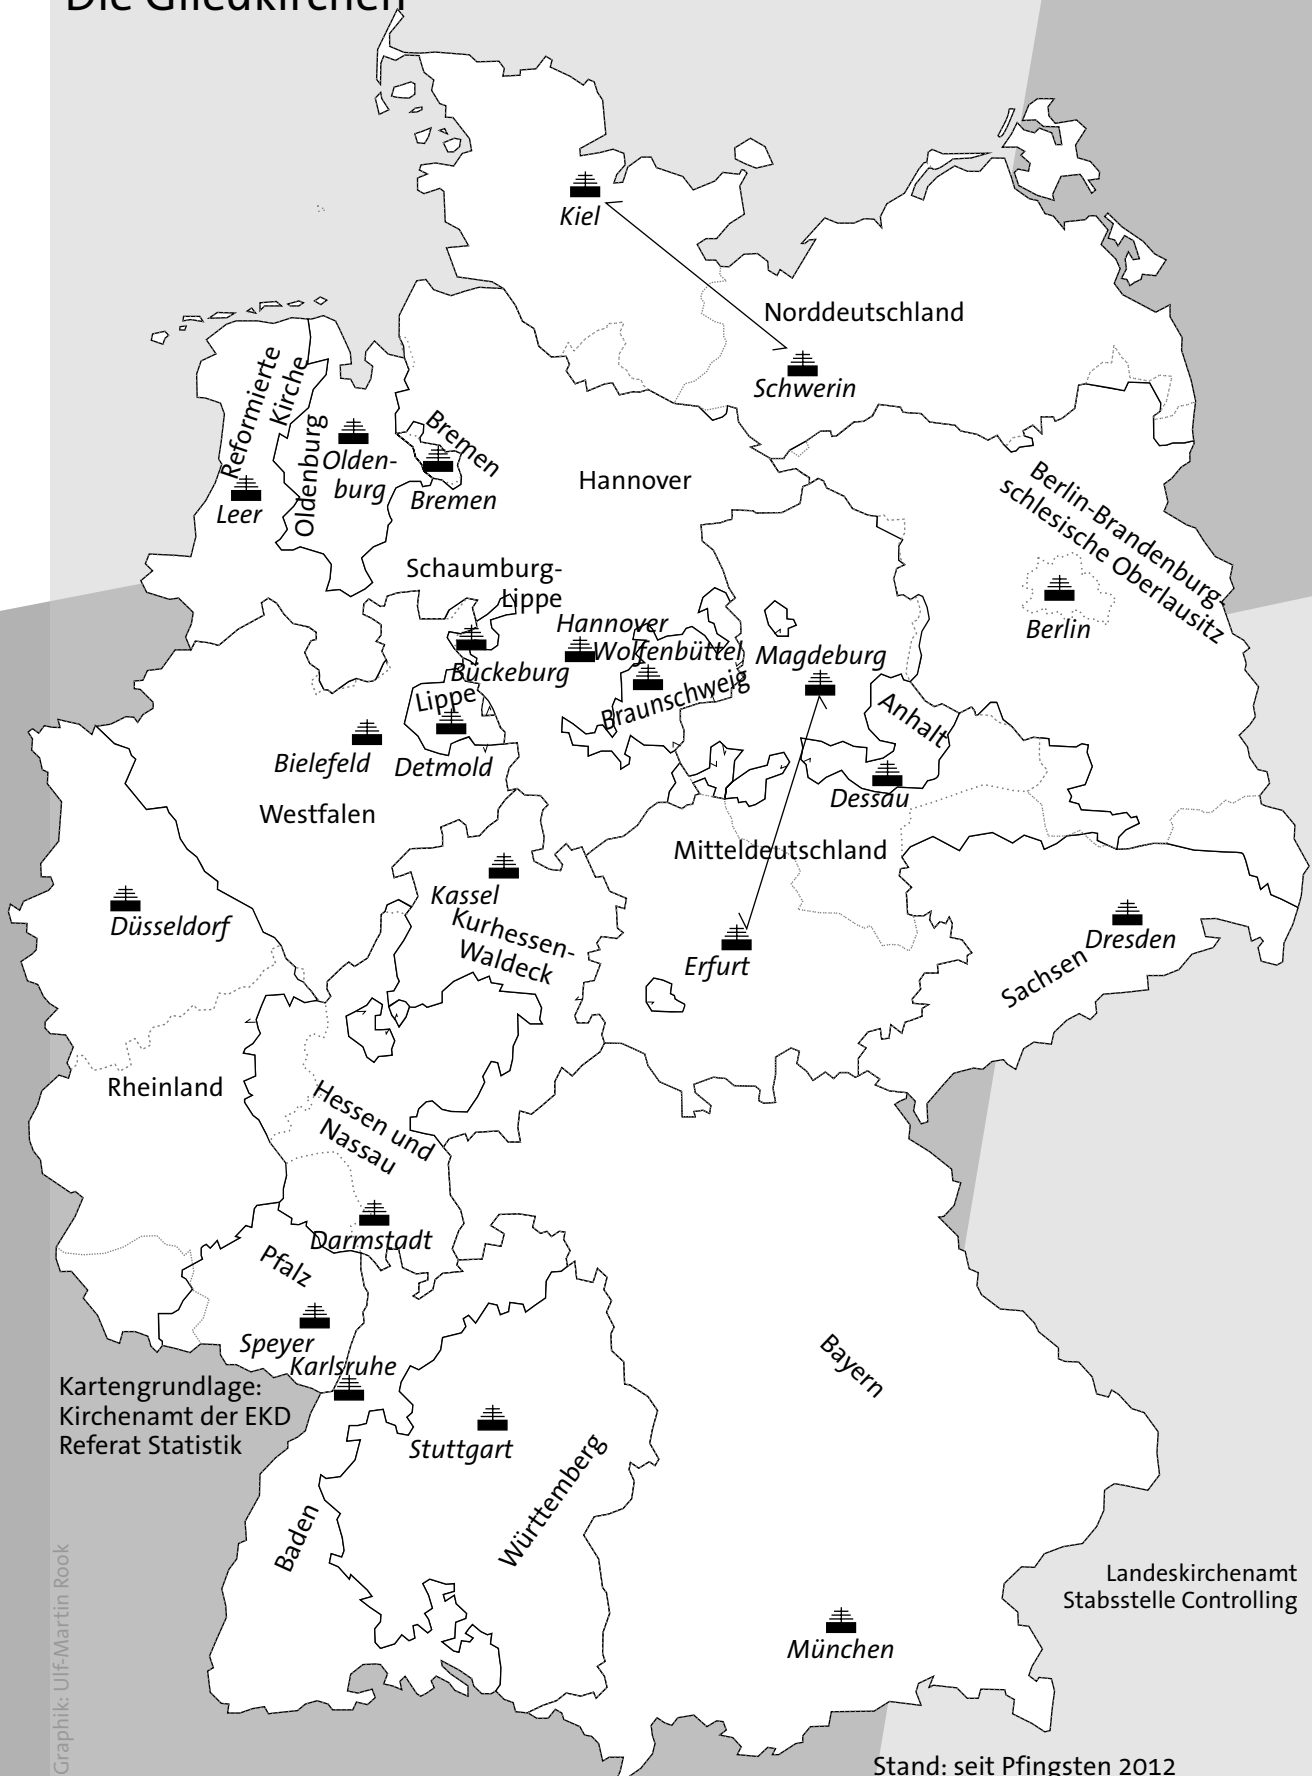 Die Gliedkirchen
Kiel
Norddeutschland
Schwerin
Reformierte
Kirche
Leer
Oldenburg
Olden-
burg
Bremen
Bremen
Hannover
Berlin-Brandenburg-
schlesische Oberlausitz
Berlin
Schaumburg-
Lippe
Hannover
Wolfenbüttel
Magdeburg
Bückeburg
Braunschweig
Lippe
Anhalt
Bielefeld
Detmold
Dessau
Westfalen
Mitteldeutschland
Kassel
Kurhessen-
Waldeck
Düsseldorf
Erfurt
Dresden
Sachsen
Rheinland
Hessen und
Nassau
Darmstadt
Pfalz
Speyer
Karlsruhe
Bayern
Kartengrundlage:
Kirchenamt der EKD
Referat Statistik
Stuttgart
Württemberg
Baden
Landeskirchenamt
Stabsstelle Controlling
München
Graphik: Ulf-Martin Rook
Stand: seit Pfingsten 2012